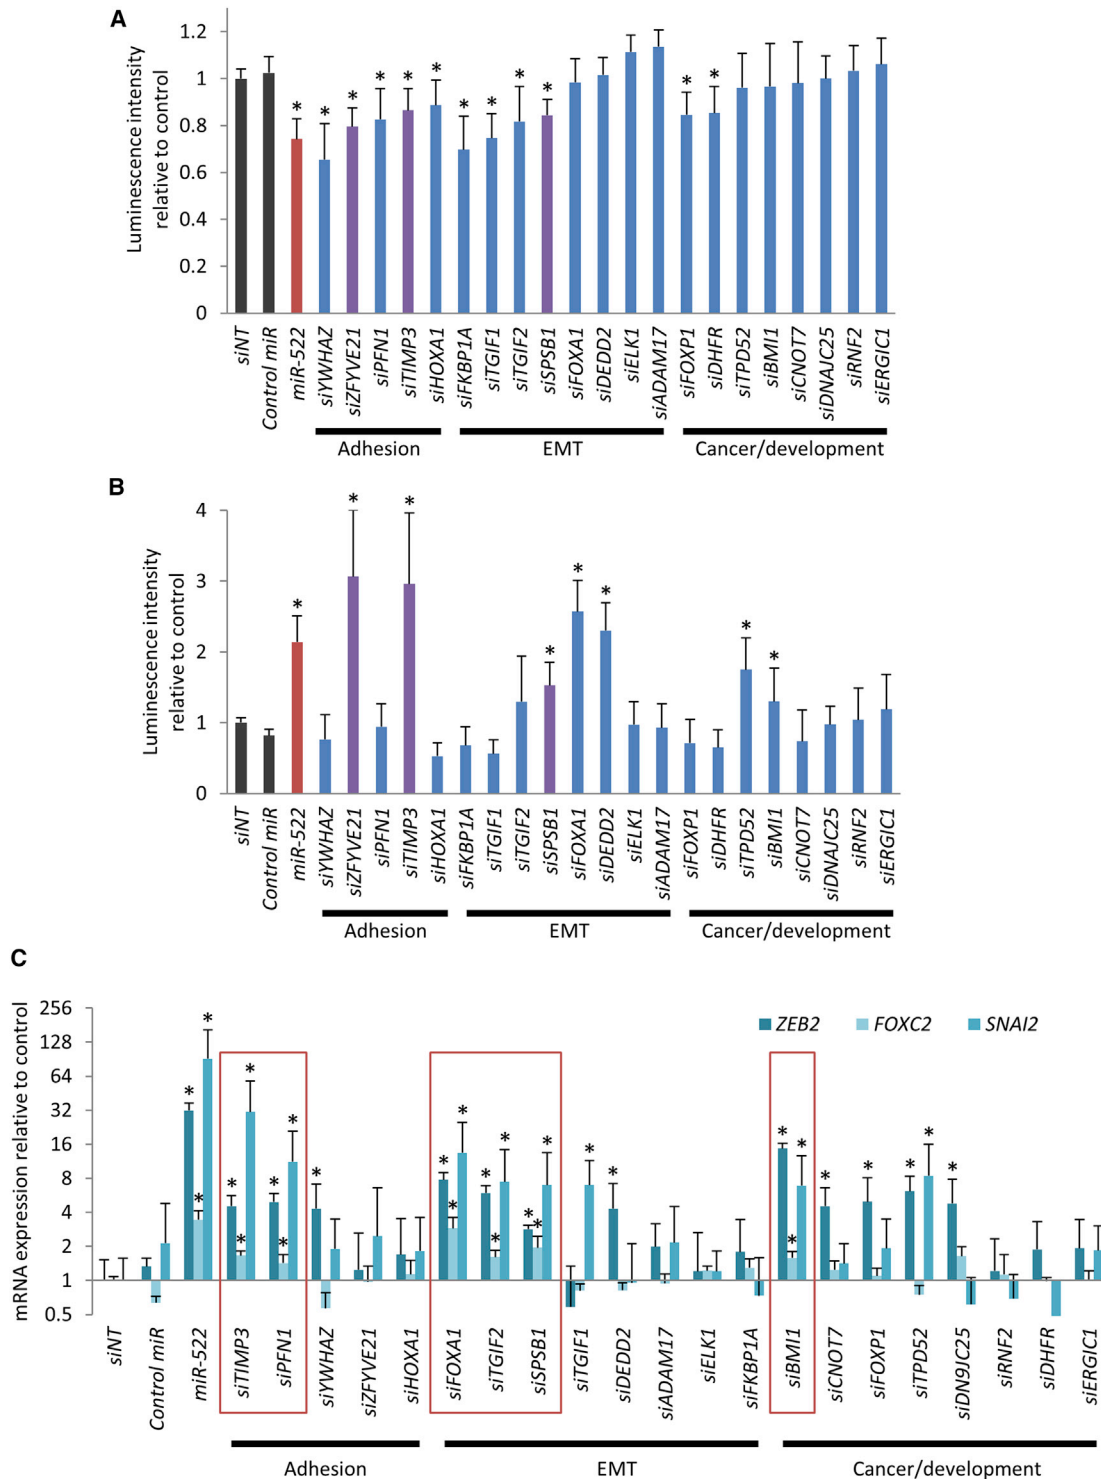 A
Luminescence intensity
relative to control
1.2
1
0.8
0.6
0.4
0.2
0
* * * * * * * * * * * *
siNT
Control miR
miR-522
siYWHAZ
siZFYVE21
siPFN1
siTIMP3
siHOXA1
siFKBP1A
siTGIF1
siTGIF2
siSPSB1
siFOXA1
siDEDD2
siELK1
siADAM17
siFOXP1
siDHFR
siTPD52
siBMI1
siCNOT7
siDNAJC25
siRNF2
siERGIC1
Adhesion EMT Cancer/development
B
Luminescence intensity
relative to control
4
3
2
1
0
* * * * * * * *
siNT
Control miR
miR-522
siYWHAZ
siZFYVE21
siPFN1
siTIMP3
siHOXA1
siFKBP1A
siTGIF1
siTGIF2
siSPSB1
siFOXA1
siDEDD2
siELK1
siADAM17
siFOXP1
siDHFR
siTPD52
siBMI1
siCNOT7
siDNAJC25
siRNF2
siERGIC1
Adhesion EMT Cancer/development
C
mRNA expression relative to control
256
128
64
32
16
8
4
2
1
0.5
ZEB2 FOXC2 SNAI2
* * * * * * * * * * * * * * * * * * * * * * * * * * * * *
siNT
Control miR
miR-522
siTIMP3
siPFN1
siYWHAZ
siZFYVE21
siHOXA1
siFOXA1
siTGIF2
siSPSB1
siTGIF1
siDEDD2
siADAM17
siELK1
siFKBP1A
siBMI1
siCNOT7
siFOXP1
siTPD52
siDN9JC25
siRNF2
siDHFR
siERGIC1
Adhesion EMT Cancer/development